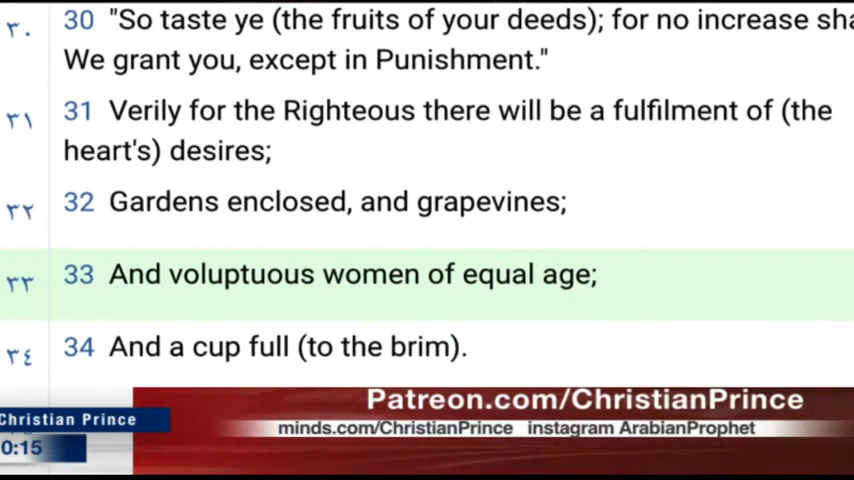 ٣٠ 30 "So taste ye (the fruits of your deeds); for no increase sha
We grant you, except in Punishment."
٣١ 31 Verily for the Righteous there will be a fulfilment of (the
heart's) desires;
٣٢ 32 Gardens enclosed, and grapevines;
٣٣ 33 And voluptuous women of equal age;
٣٤ 34 And a cup full (to the brim).
Patreon.com/ChristianPrince
Christian Prince
minds.com/ChristianPrince instagram ArabianProphet
0:15